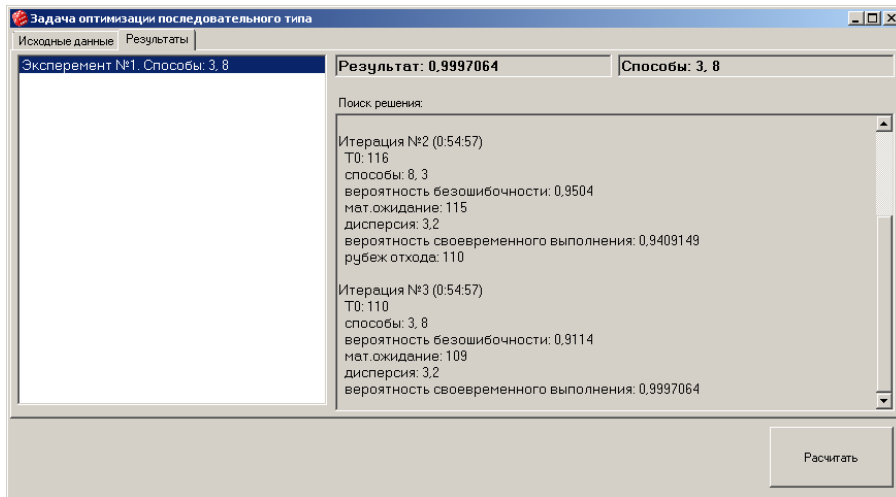 Задача оптимизации последовательного типа
Исходные данные Результаты
Эксперемент №1. Способы: 3, 8
Результат: 0,9997064
Способы: 3, 8
Поиск решения:
Итерация №2 (0:54:57)
T0: 116
способы: 8, 3
вероятность безошибочности: 0,9504
мат.ожидание: 115
дисперсия: 3,2
вероятность своевременного выполнения: 0,9409149
рубеж отхода: 110
Итерация №3 (0:54:57)
T0: 110
способы: 3, 8
вероятность безошибочности: 0,9114
мат.ожидание: 109
дисперсия: 3,2
вероятность своевременного выполнения: 0,9997064
Расчитать